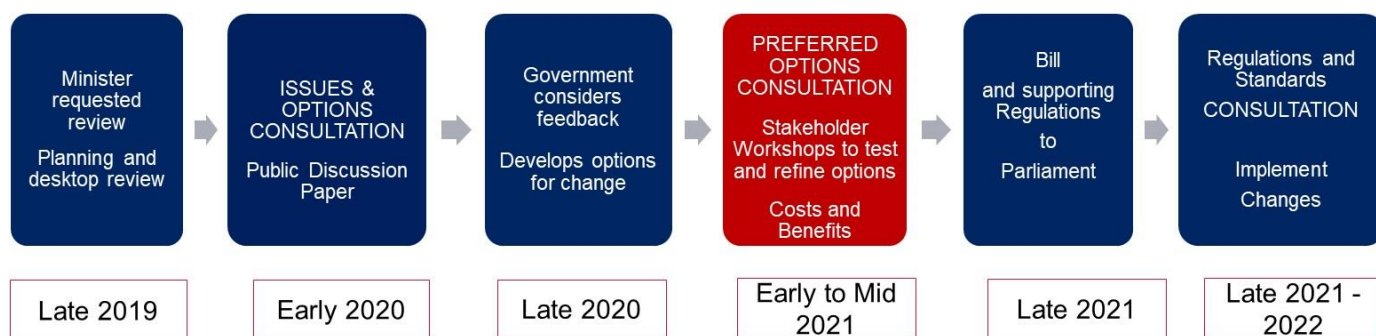 Minister
requested
review
Planning and
desktop review
ISSUES &
OPTIONS
CONSULTATION
Public Discussion
Paper
Government
considers
feedback
Develops options
for change
PREFERRED
OPTIONS
CONSULTATION
Stakeholder
Workshops to test
and refine options
Costs and
Benefits
Bill
and supporting
Regulations
to
Parliament
Regulations and
Standards
CONSULTATION
Implement
Changes
Late 2019
Early 2020
Late 2020
Early to Mid
2021
Late 2021
Late 2021 -
2022